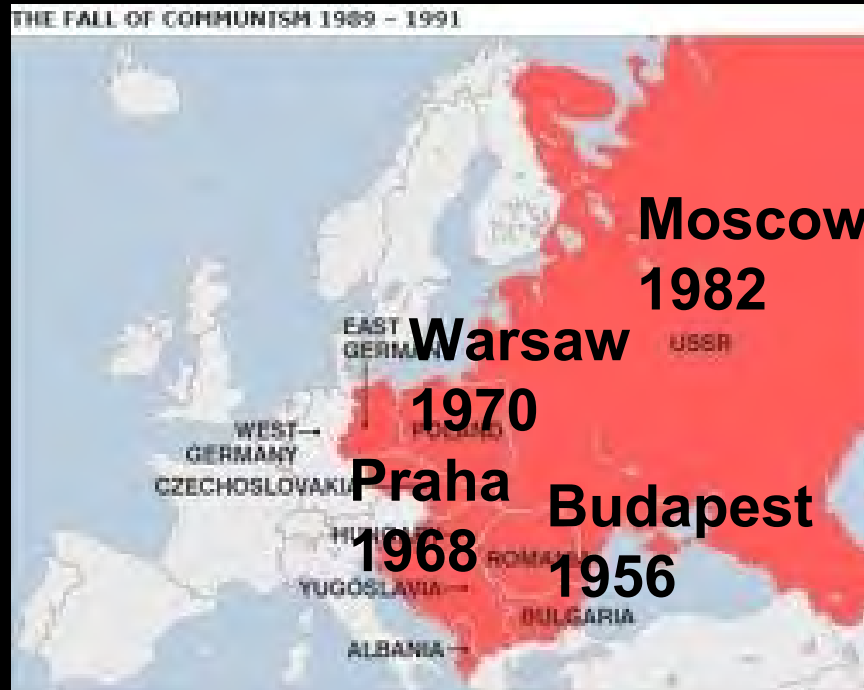 THE FALL OF COMMUNISM 1989 – 1991
Moscow
1982
USSR
EAST
GERMANY
Warsaw
1970
POLAND
WEST
GERMANY
CZECHOSLOVAKIA
Praha
1968
HUNGARY
Budapest
1956
ROMANIA
YUGOSLAVIA
BULGARIA
ALBANIA